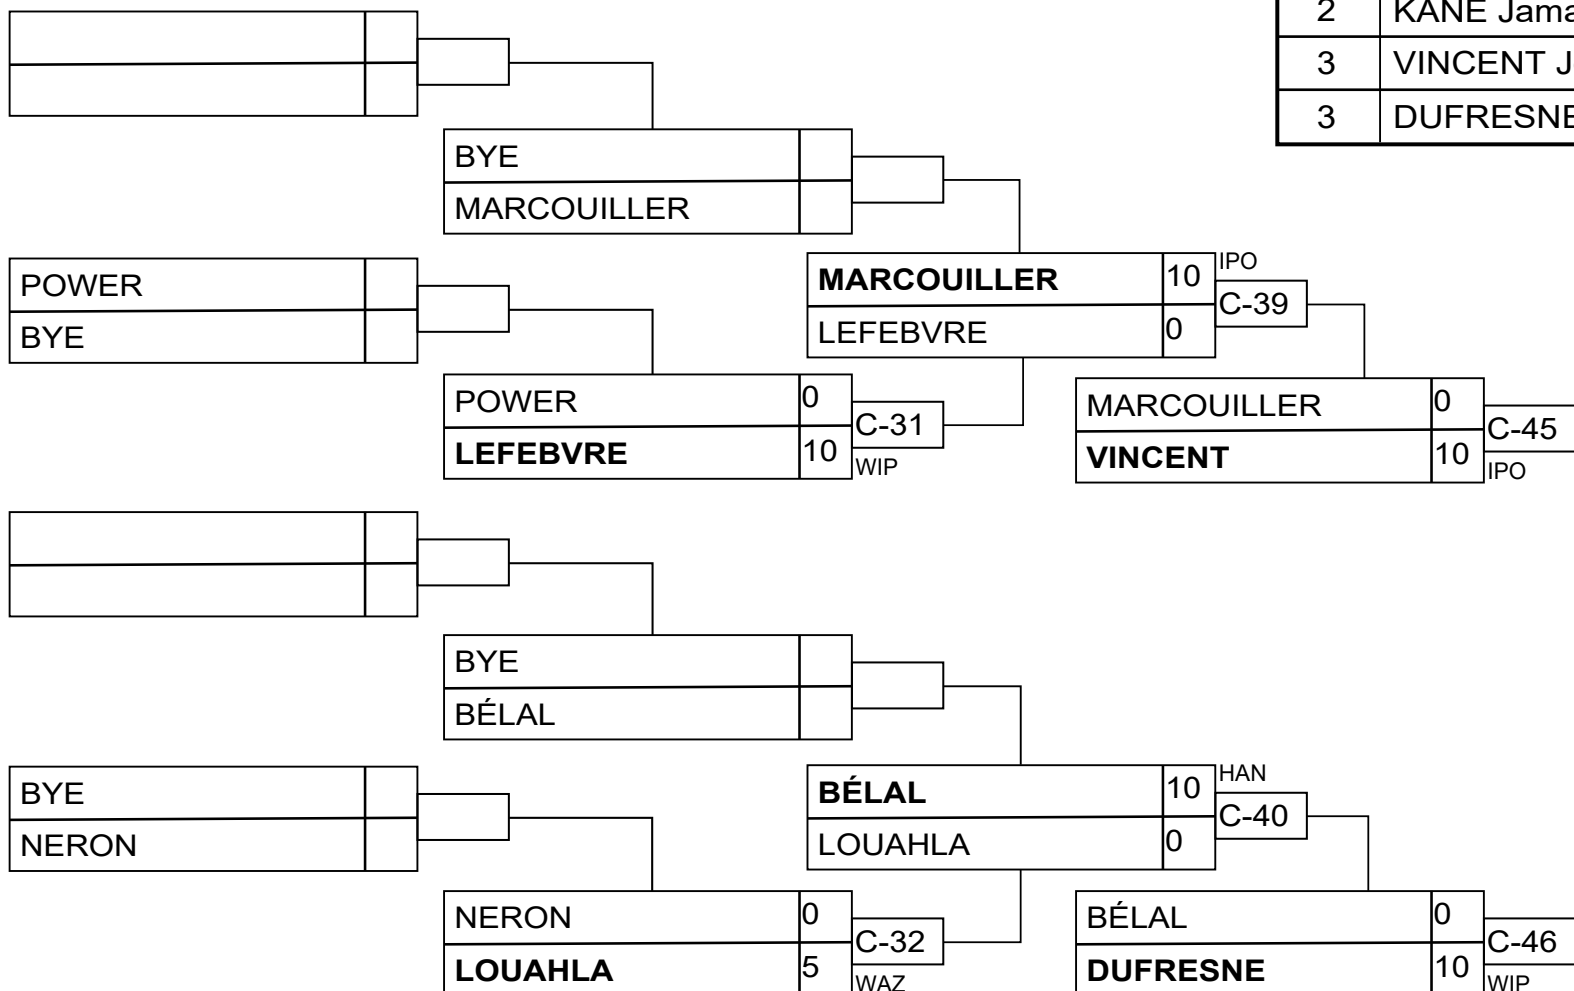 2 KANE Jama
3 VINCENT J
3 DUFRESNE
BYE
MARCOUILLER
POWER
BYE
MARCOUILLER 10 IPO
C-39
LEFEBVRE 0
POWER 0
C-31
LEFEBVRE 10 WIP
MARCOUILLER 0
C-45
VINCENT 10 IPO
BYE
BÉLAL
BYE
NERON
BÉLAL 10 HAN
C-40
LOUAHLA 0
NERON 0
C-32
LOUAHLA 5 WAZ
BÉLAL 0
C-46
DUFRESNE 10 WIP